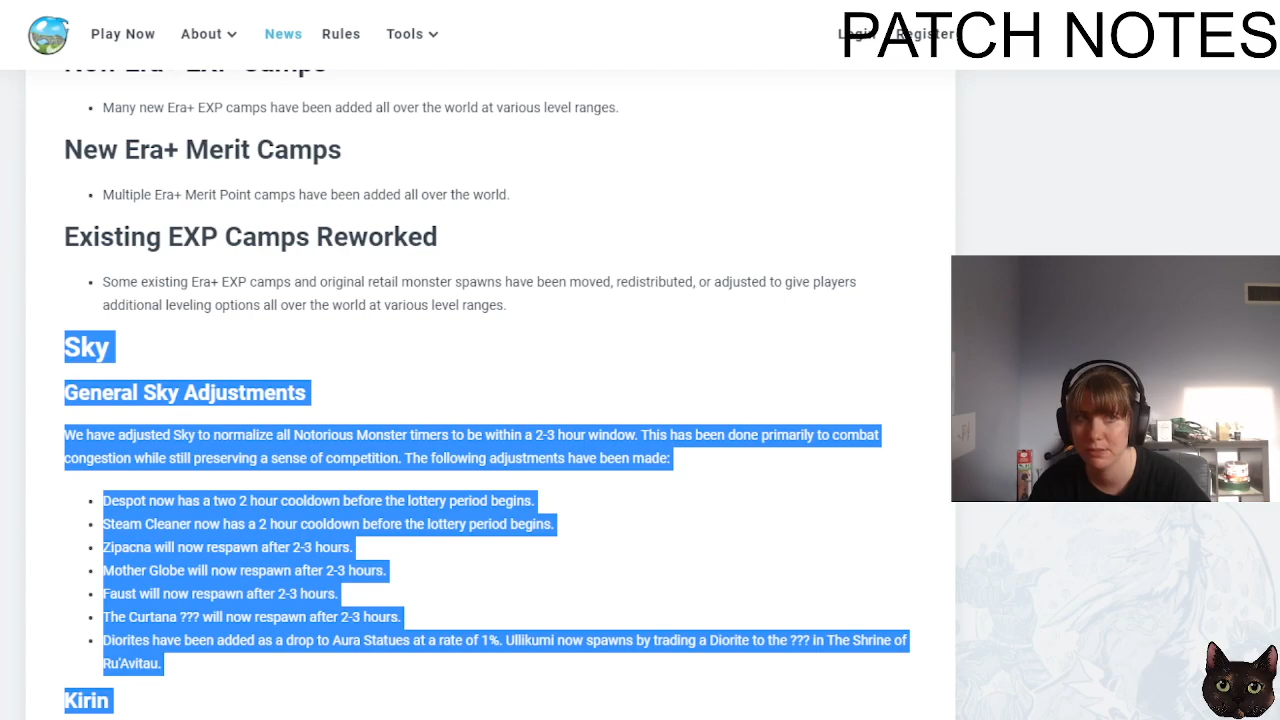 Play Now About News Rules Tools Login Register
PATCH NOTES
New Era+ EXP Camps
Many new Era+ EXP camps have been added all over the world at various level ranges.
New Era+ Merit Camps
Multiple Era+ Merit Point camps have been added all over the world.
Existing EXP Camps Reworked
Some existing Era+ EXP camps and original retail monster spawns have been moved, redistributed, or adjusted to give players
additional leveling options all over the world at various level ranges.
Sky
General Sky Adjustments
We have adjusted Sky to normalize all Notorious Monster timers to be within a 2-3 hour window. This has been done primarily to combat
congestion while still preserving a sense of competition. The following adjustments have been made:
Despot now has a two 2 hour cooldown before the lottery period begins.
Steam Cleaner now has a 2 hour cooldown before the lottery period begins.
Zipacna will now respawn after 2-3 hours.
Mother Globe will now respawn after 2-3 hours.
Faust will now respawn after 2-3 hours.
The Curtana ??? will now respawn after 2-3 hours.
Diorites have been added as a drop to Aura Statues at a rate of 1%. Ullikumi now spawns by trading a Diorite to the ??? in The Shrine of
Ru'Avitau.
Kirin